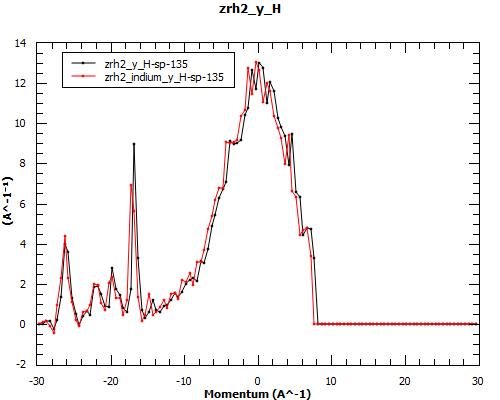 zrh2_y_H
14
12
10
8
6
4
2
0
-2
(A^-1-1)
zrh2_y_H-sp-135
zrh2_indium_y_H-sp-135
-30 -20 -10 0 10 20 30
Momentum (A^-1)